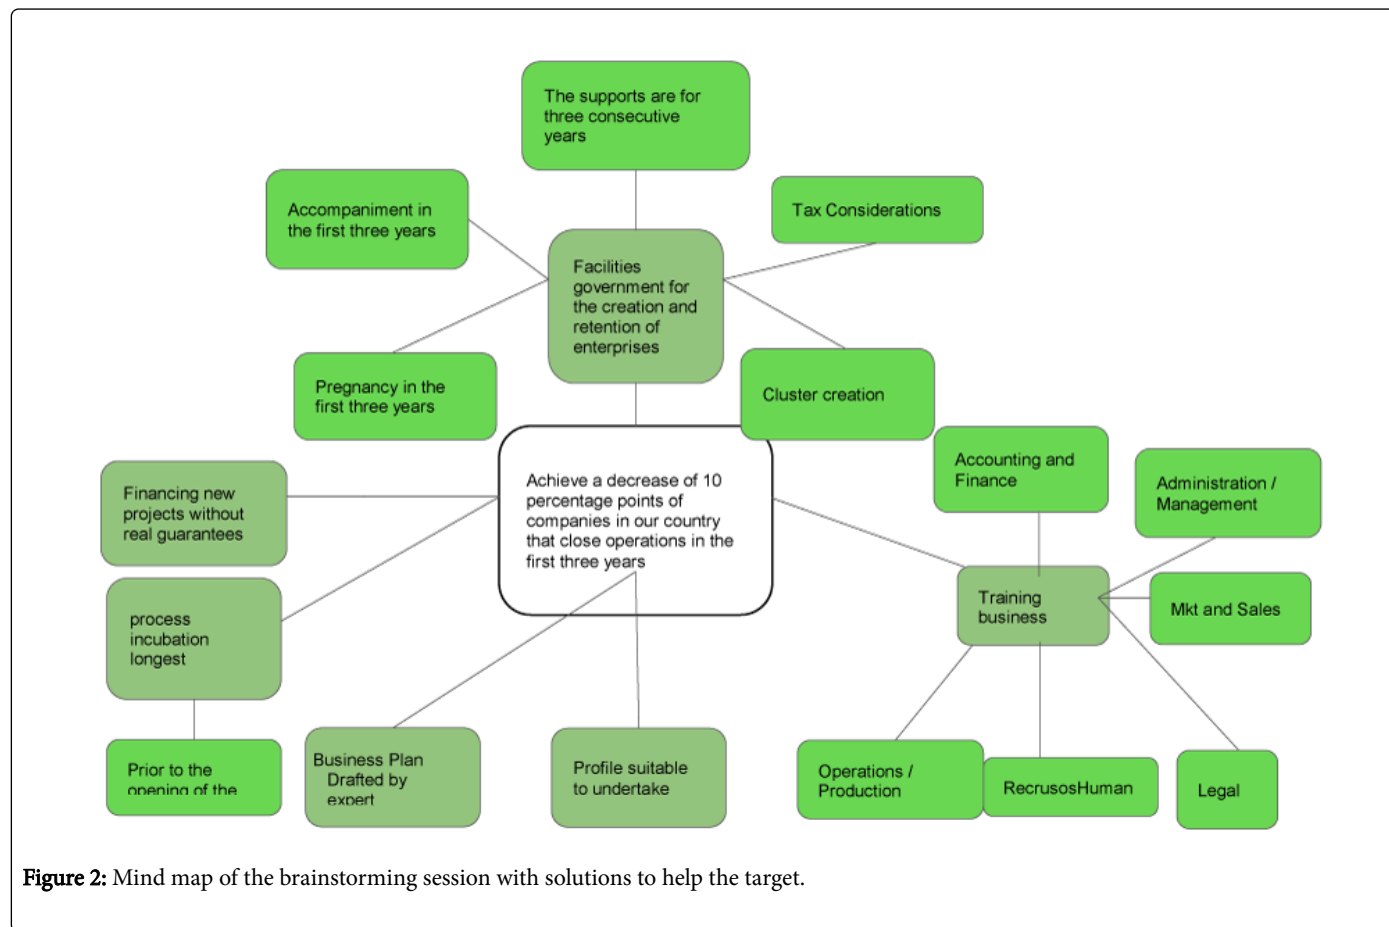 The supports are for
three consecutive
years
Accompaniment in
the first three years
Tax Considerations
Facilities
government for
the creation and
retention of
enterprises
Pregnancy in the
first three years
Cluster creation
Achieve a decrease of 10
percentage points of
companies in our country
that close operations in the
first three years
Accounting and
Finance
Administration /
Management
Financing new
projects without
real guarantees
process
incubation
longest
Training
business
Mkt and Sales
Prior to the
opening of the
Business Plan
Drafted by
expert
Profile suitable
to undertake
Operations /
Production
RecrusosHuman
Legal
Figure 2: Mind map of the brainstorming session with solutions to help the target.